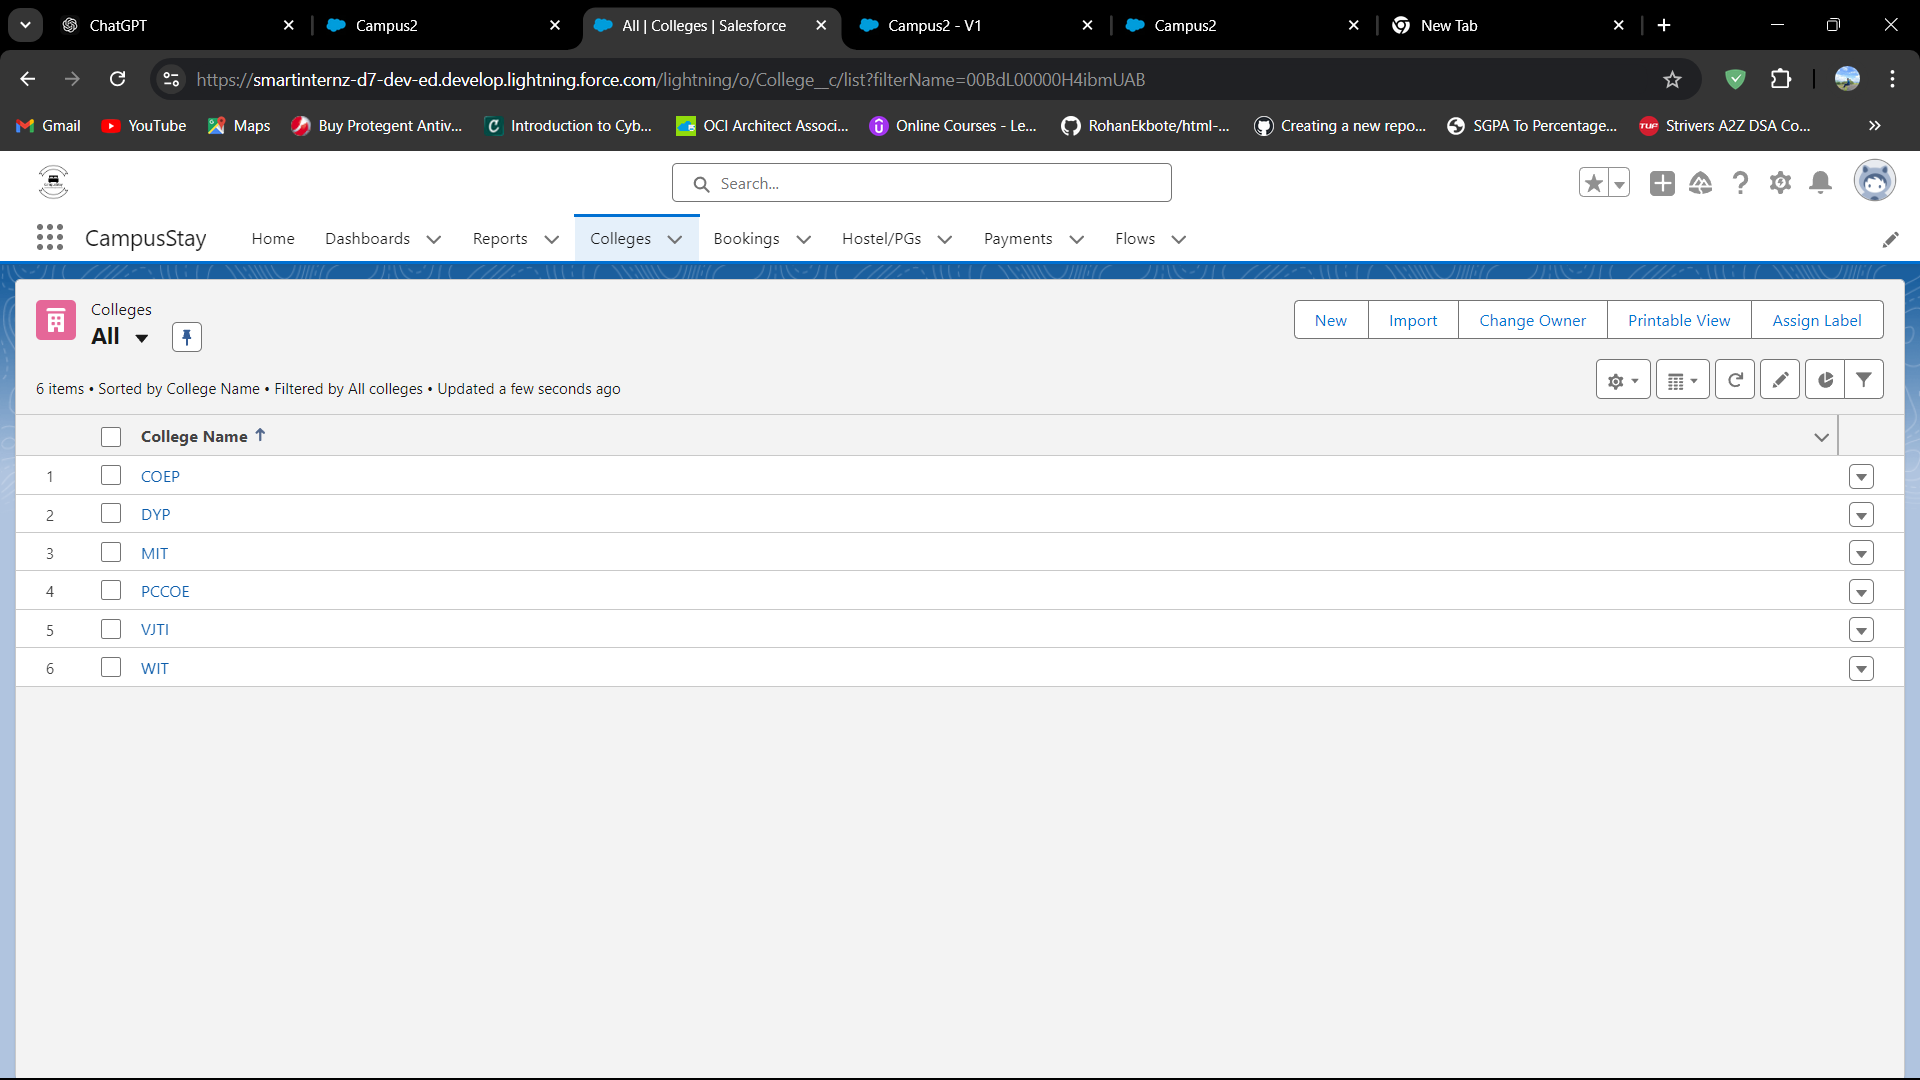 ChatGPT
Campus2
All | Colleges | Salesforce
Campus2 - V1
Campus2
New Tab
https://smartinternz-d7-dev-ed.develop.lightning.force.com/lightning/o/College__c/list?filterName=00BdL00000H4ibmUAB
Gmail
YouTube
Maps
Buy Protegent Antiv...
Introduction to Cyb...
OCI Architect Associ...
Online Courses - Le...
RohanEkbote/html-...
Creating a new repo...
SGPA To Percentage...
TUF
Strivers A2Z DSA Co...
Search...
CampusStay
Home
Dashboards
Reports
Colleges
Bookings
Hostel/PGs
Payments
Flows
Colleges
All
New
Import
Change Owner
Printable View
Assign Label
6 items • Sorted by College Name • Filtered by All colleges • Updated a few seconds ago
College Name
1 COEP
2 DYP
3 MIT
4 PCCOE
5 VJTI
6 WIT